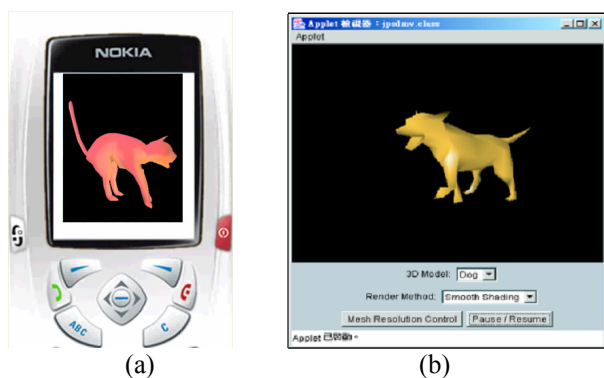 NOKIA
ABC
C
(a)
Applet 檢視器：jpslmv.class
Applet
3D Model: Dog
Render Method: Smooth Shading
Mesh Resolution Control Pause / Resume
Applet 已啟動。
(b)